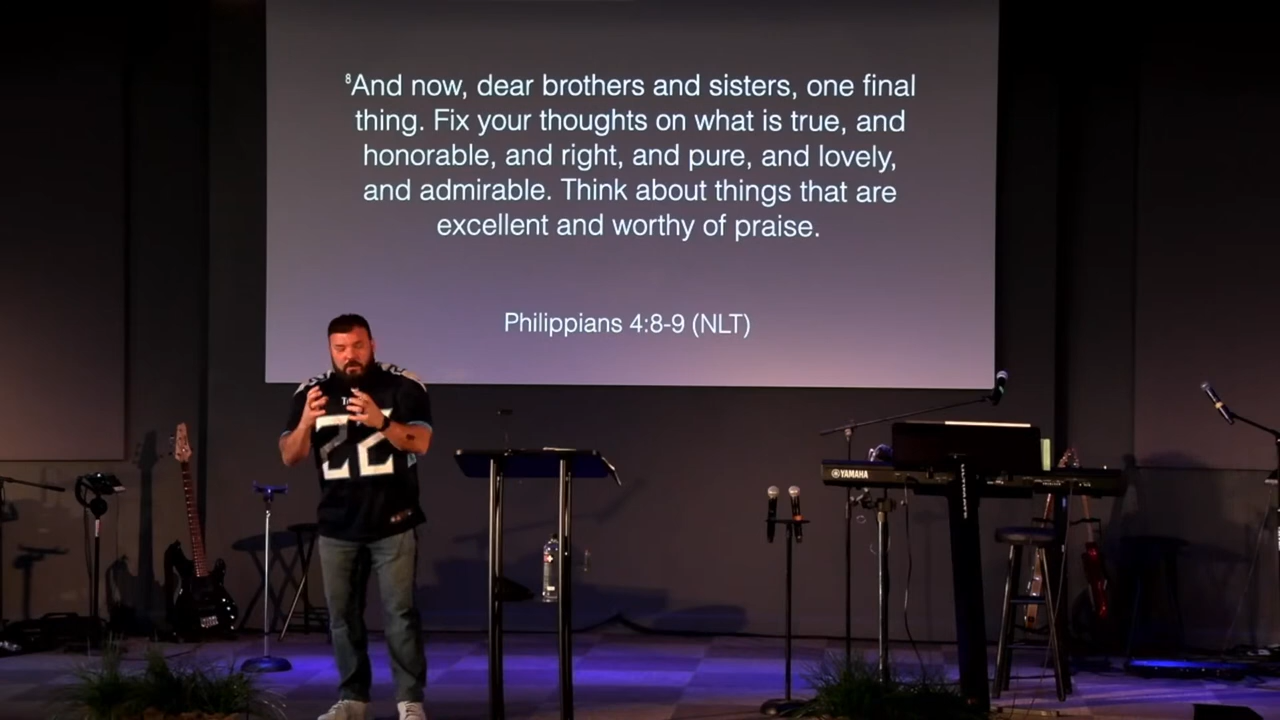 ⁸And now, dear brothers and sisters, one final
thing. Fix your thoughts on what is true, and
honorable, and right, and pure, and lovely,
and admirable. Think about things that are
excellent and worthy of praise.
Philippians 4:8-9 (NLT)
22
YAMAHA